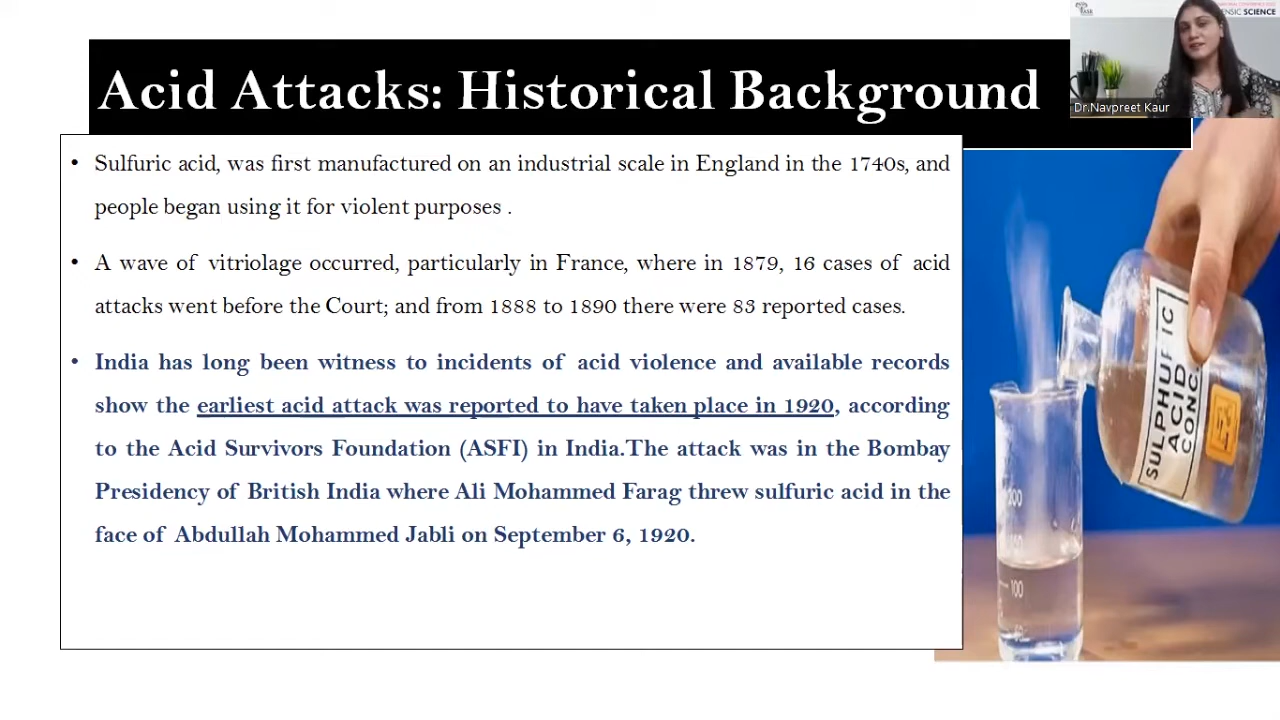 Acid Attacks: Historical Background
SCIENCE
Dr.Navpreet Kaur
• Sulfuric acid, was first manufactured on an industrial scale in England in the 1740s, and
people began using it for violent purposes .
• A wave of vitriolage occurred, particularly in France, where in 1879, 16 cases of acid
attacks went before the Court; and from 1888 to 1890 there were 83 reported cases.
• India has long been witness to incidents of acid violence and available records
show the earliest acid attack was reported to have taken place in 1920, according
to the Acid Survivors Foundation (ASFI) in India.The attack was in the Bombay
Presidency of British India where Ali Mohammed Farag threw sulfuric acid in the
face of Abdullah Mohammed Jabli on September 6, 1920.
SULPHURIC
ACID
CONC.
200
100